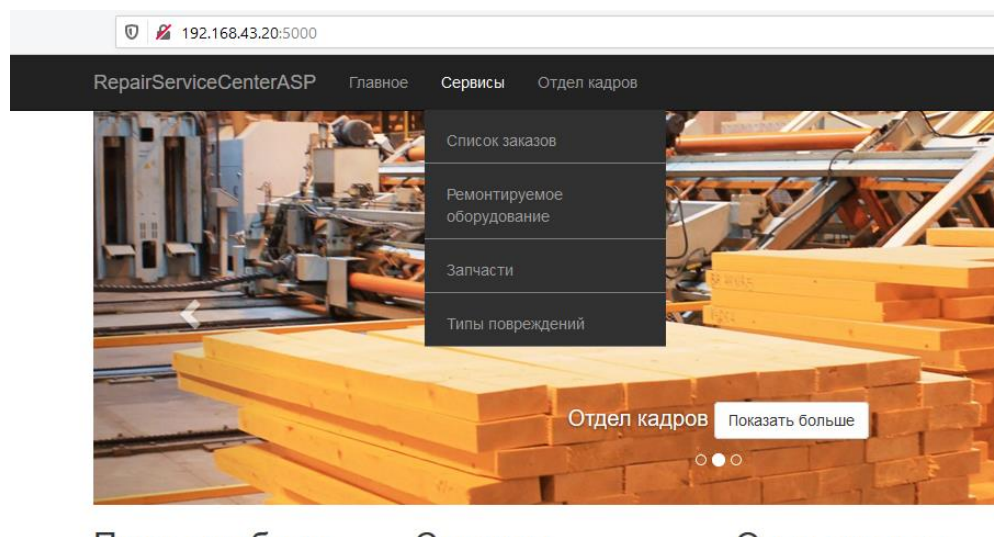 192.168.43.20:5000
RepairServiceCenterASP Главное Сервисы Отдел кадров
Список заказов
Ремонтируемое
оборудование
Запчасти
Типы повреждений
Отдел кадров Показать больше